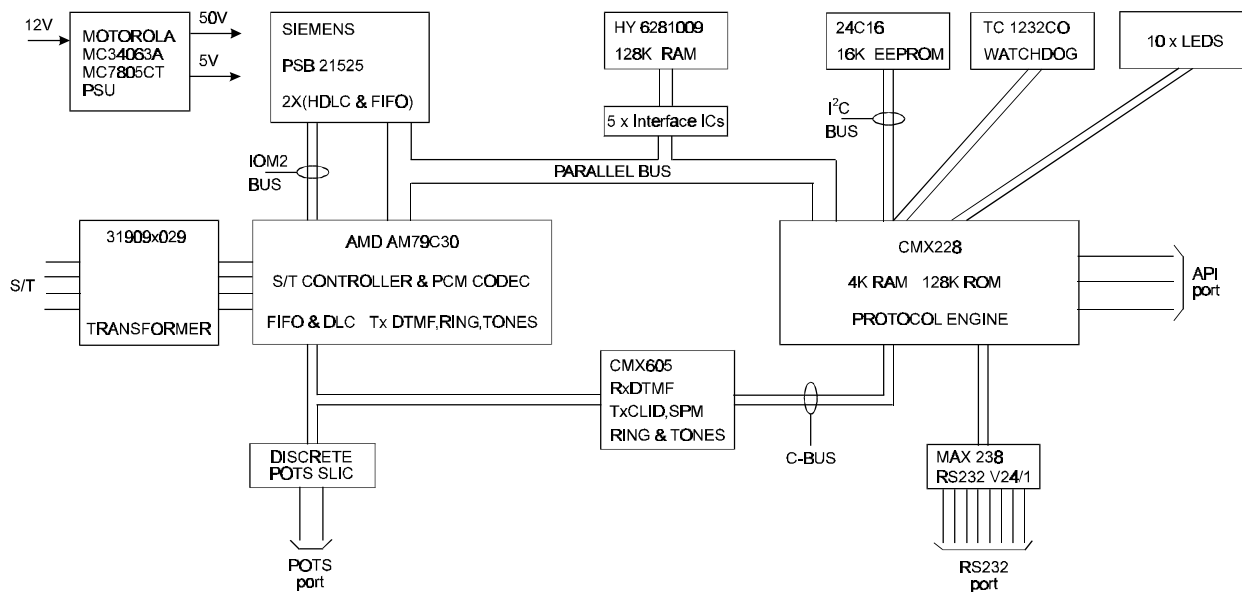 12V
MOTOROLA
MC34063A
MC7805CT
PSU
50V
5V
SIEMENS
PSB 21525
2X(HDLC & FIFO)
HY 6281009
128K RAM
24C16
16K EEPROM
TC 1232CO
WATCHDOG
10 x LEDS
5 x Interface ICs
I²C
BUS
IOM2
BUS
PARALLEL BUS
31909x029
TRANSFORMER
S/T
AMD AM79C30
S/T CONTROLLER & PCM CODEC
FIFO & DLC Tx DTMF,RING,TONES
CMX228
4K RAM 128K ROM
PROTOCOL ENGINE
API
port
CMX605
RxDTMF
TxCLID,SPM
RING & TONES
C-BUS
DISCRETE
POTS SLIC
MAX 238
RS232 V24/1
POTS
port
RS232
port